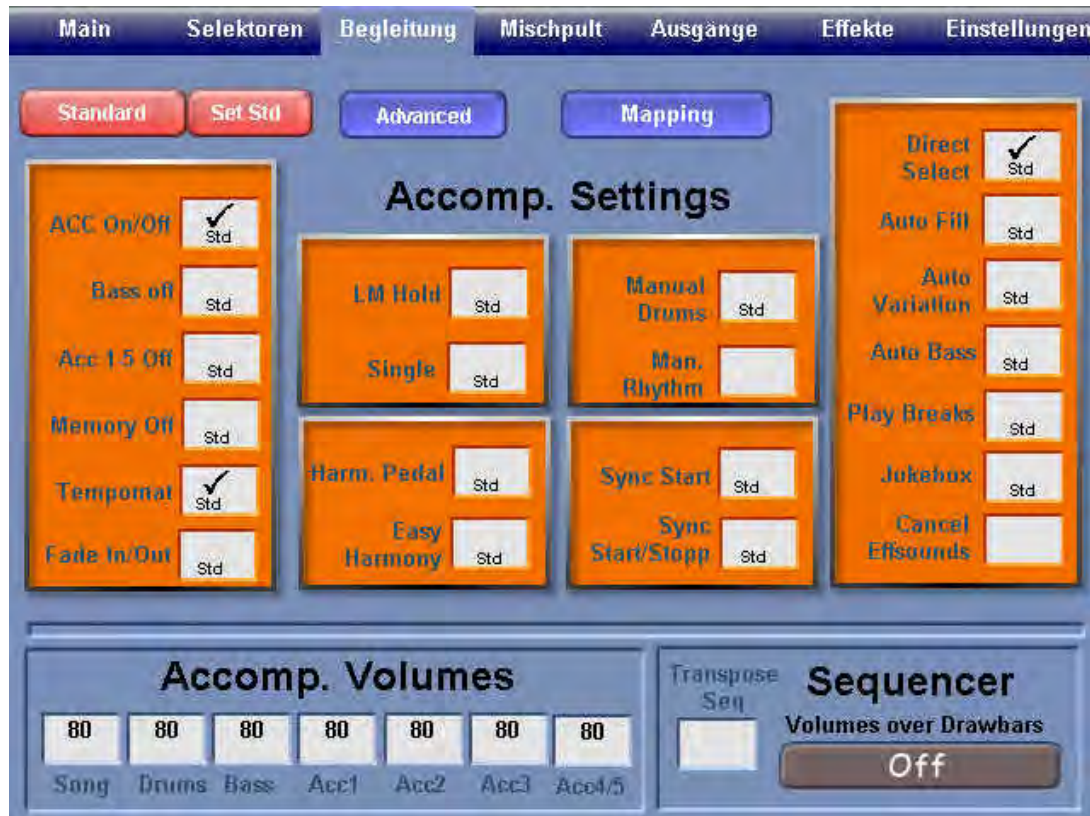 Main Selektoren Begleitung Mischpult Ausgänge Effekte Einstellungen
Standard Set Std Advanced Mapping
Accomp. Settings
ACC On/Off Std
Bass off Std
Acc 1.5 Off Std
Memory Off Std
Tempomat Std
Fade In/Out Std
LM Hold Std
Single Std
Manual
Drums Std
Man.
Rhythm
Harm. Pedal Std
Easy
Harmony Std
Sync Start Std
Sync
Start/Stopp Std
Direct
Select Std
Auto Fill Std
Auto
Variation Std
Auto Bass Std
Play Breaks Std
Jukebox Std
Cancel
Effsounds
Accomp. Volumes
80 80 80 80 80 80 80
Song Drums Bass Acc1 Acc2 Acc3 Acc4/5
Transpose
Seq
Sequencer
Volumes over Drawbars
Off